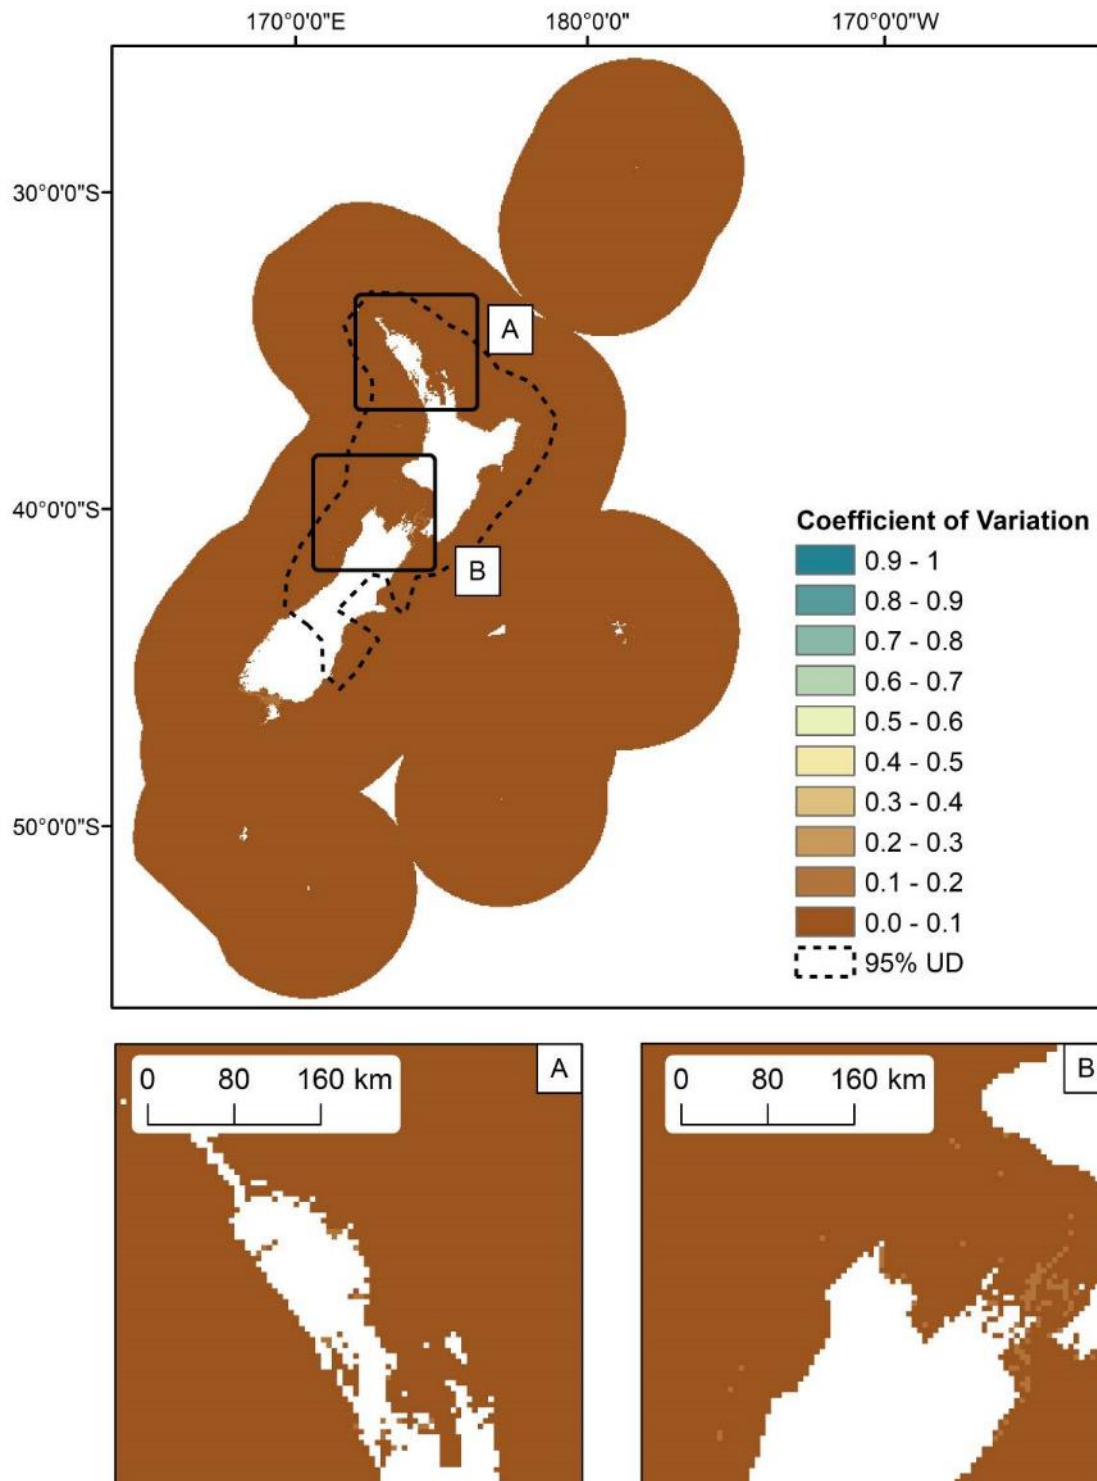 170°0'0"E 180°0'0" 170°0'0"W
30°0'0"S
A
40°0'0"S
B
50°0'0"S
Coefficient of Variation
0.9 - 1
0.8 - 0.9
0.7 - 0.8
0.6 - 0.7
0.5 - 0.6
0.4 - 0.5
0.3 - 0.4
0.2 - 0.3
0.1 - 0.2
0.0 - 0.1
95% UD
0 80 160 km
A
0 80 160 km
B